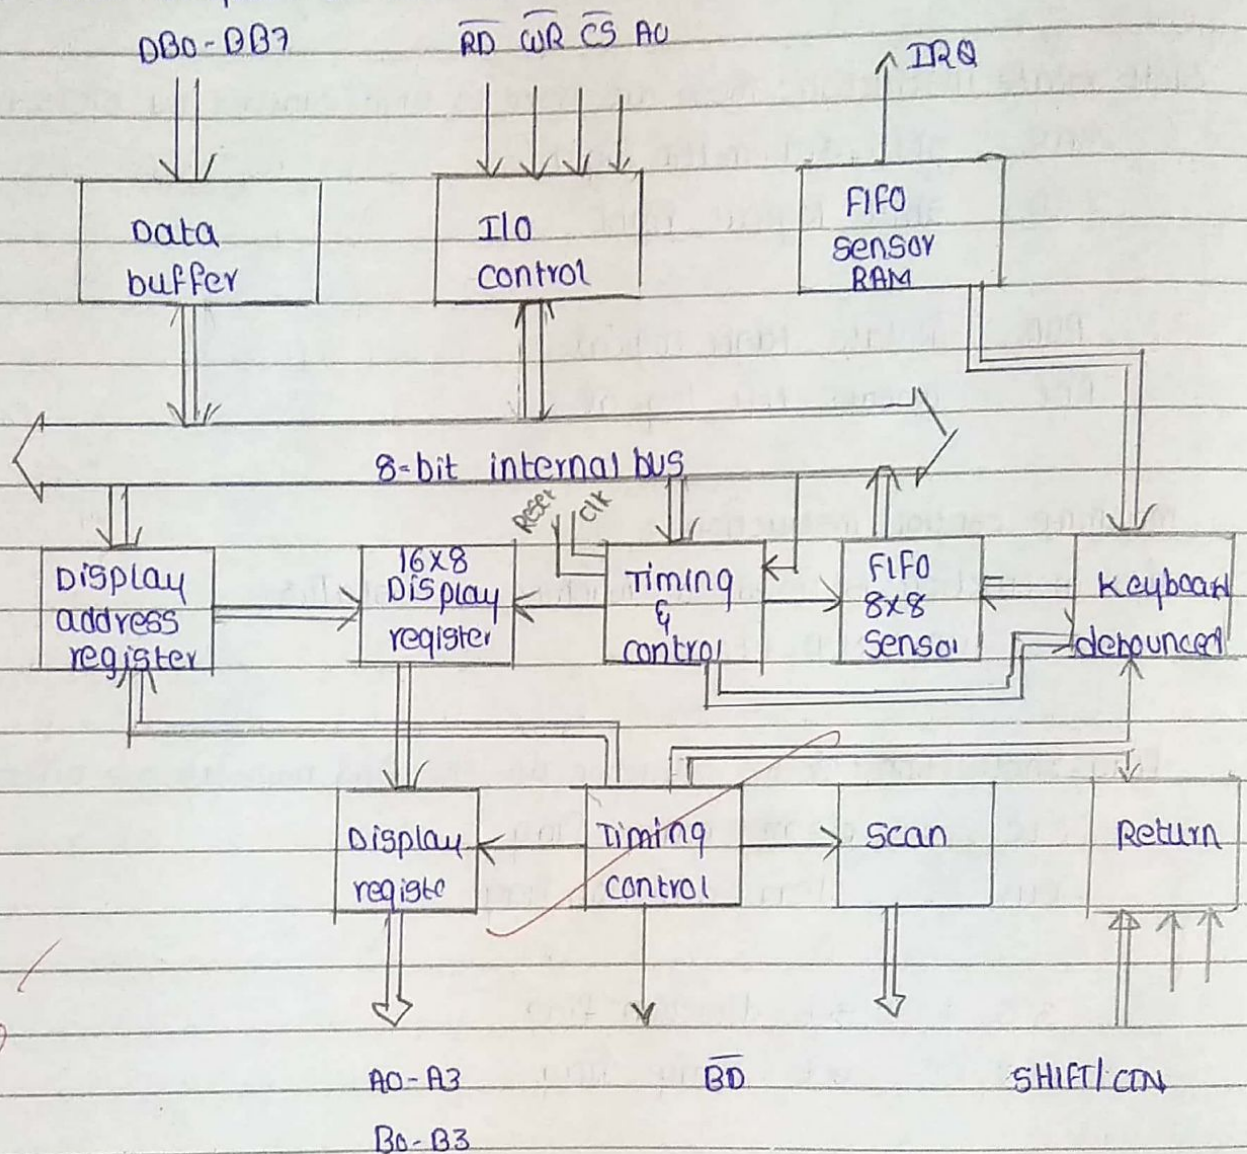 DB0-DB7
RD WR CS A0
IRQ
Data
buffer
I/O
control
FIFO
sensor
RAM
8-bit internal bus
Reset
Clk
Display
address
register
16x8
Display
register
Timing
&
control
FIFO
8x8
Sensor
Keyboard
debounced
Display
registe
Timing
control
Scan
Return
A0-A3
B0-B3
BD
SHIFT/